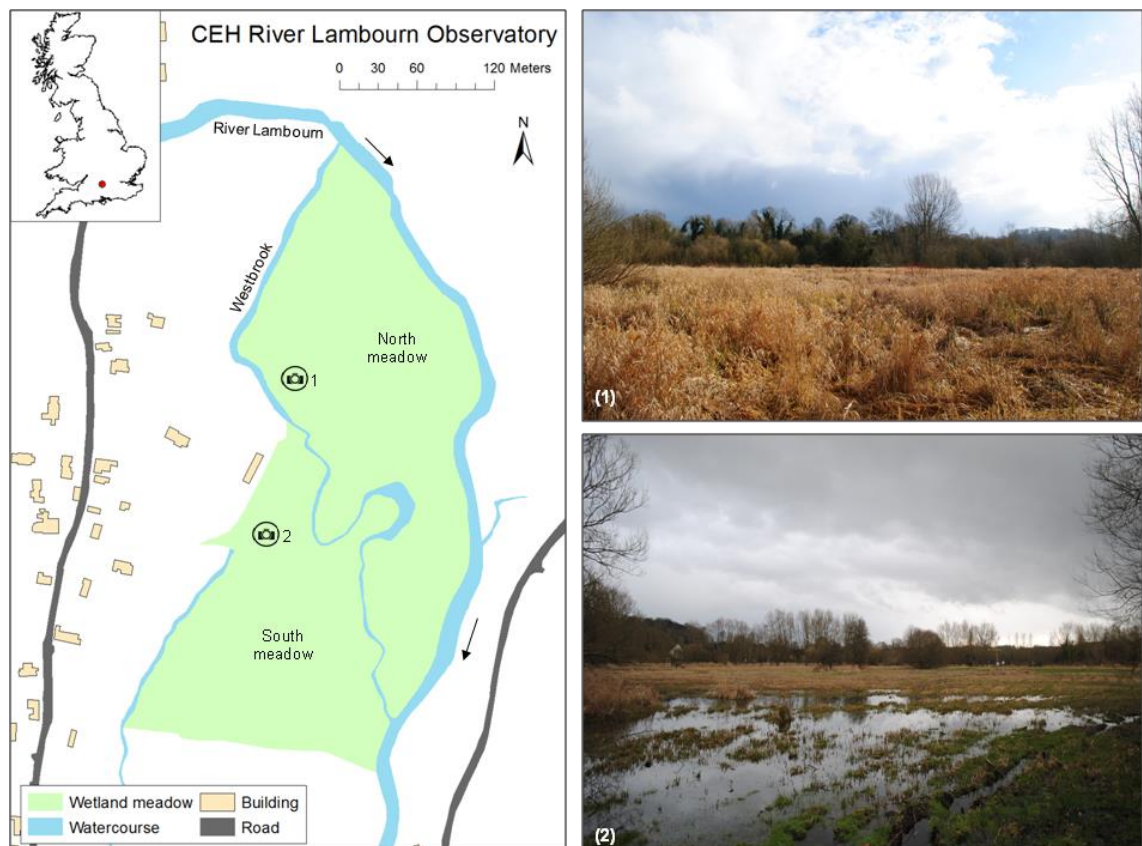 CEH River Lambourn Observatory
0 30 60 120 Meters
N
River Lambourn
Westbrook
North
meadow
1
2
South
meadow
Wetland meadow
Building
Watercourse
Road
(1)
(2)